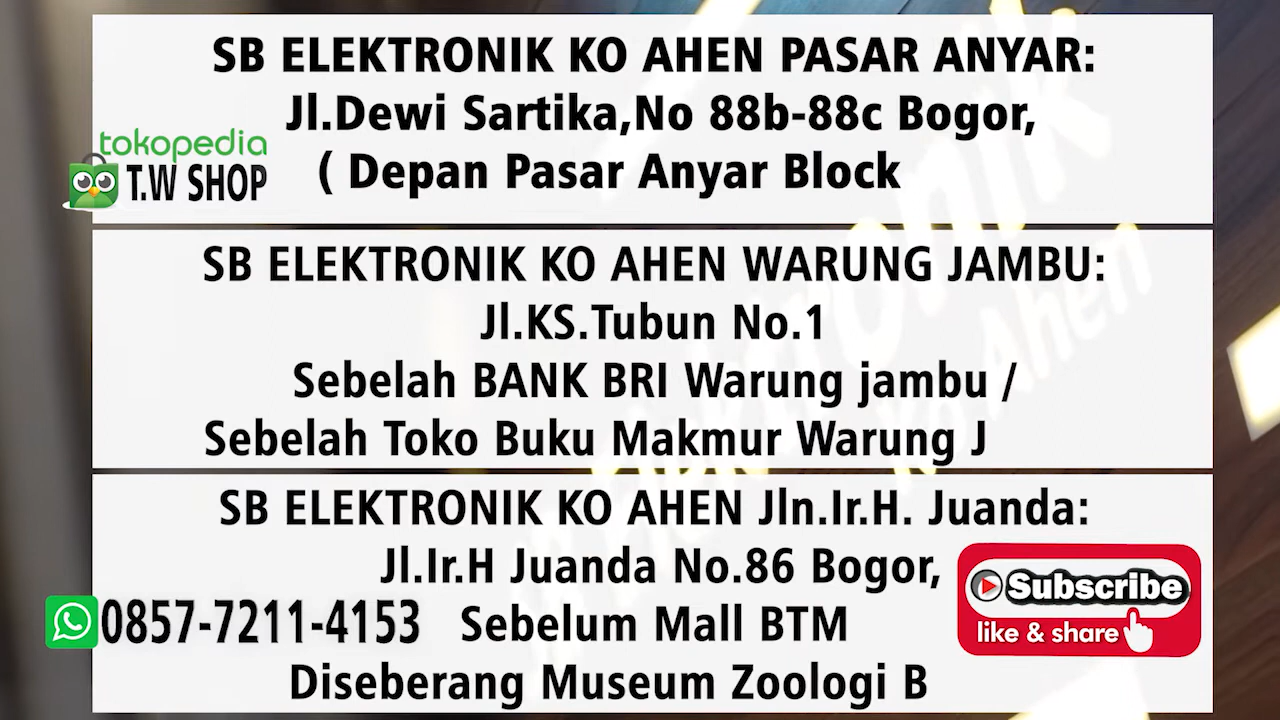 SB ELEKTRONIK KO AHEN PASAR ANYAR:
Jl.Dewi Sartika,No 88b-88c Bogor,
( Depan Pasar Anyar Block
tokopedia
T.W SHOP
SB ELEKTRONIK KO AHEN WARUNG JAMBU:
Jl.KS.Tubun No.1
Sebelah BANK BRI Warung jambu /
Sebelah Toko Buku Makmur Warung J
SB ELEKTRONIK KO AHEN Jln.Ir.H. Juanda:
Jl.Ir.H Juanda No.86 Bogor,
Sebelum Mall BTM
Diseberang Museum Zoologi B
0857-7211-4153
Subscribe
like & share